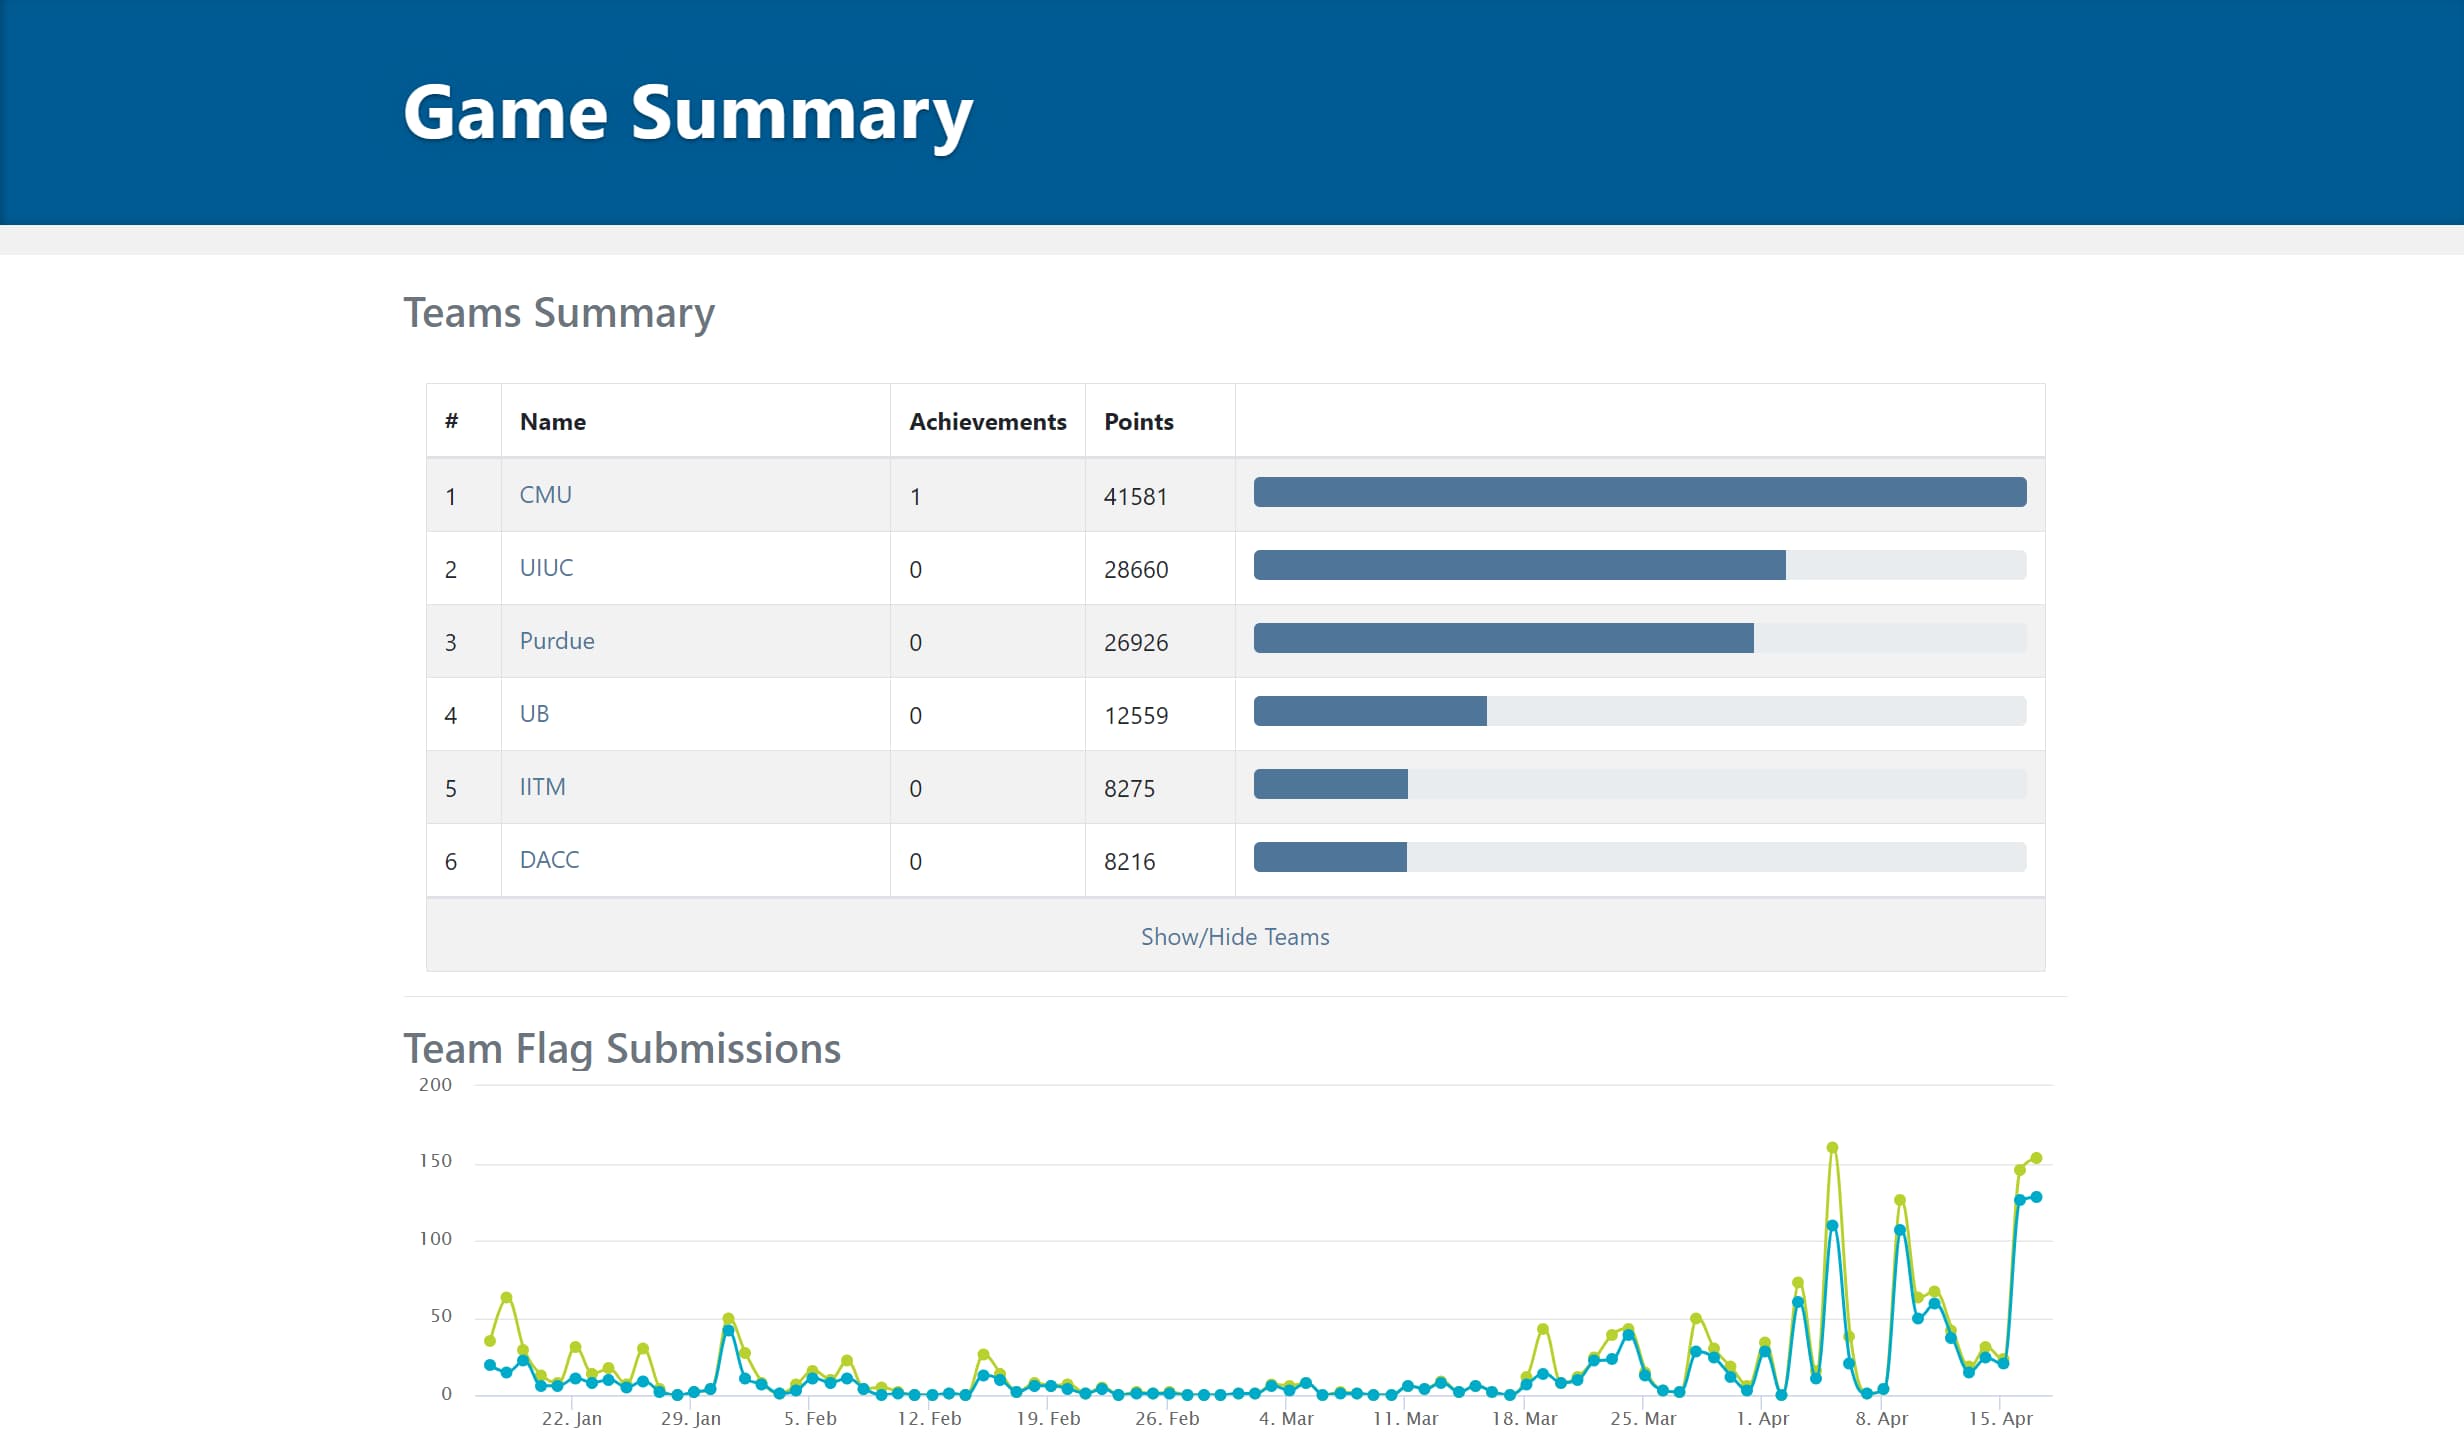 Game Summary
Teams Summary
# Name Achievements Points
1 CMU 1 41581
2 UIUC 0 28660
3 Purdue 0 26926
4 UB 0 12559
5 IITM 0 8275
6 DACC 0 8216
Show/Hide Teams
Team Flag Submissions
200
150
100
50
0
22. Jan 29. Jan 5. Feb 12. Feb 19. Feb 26. Feb 4. Mar 11. Mar 18. Mar 25. Mar 1. Apr 8. Apr 15. Apr